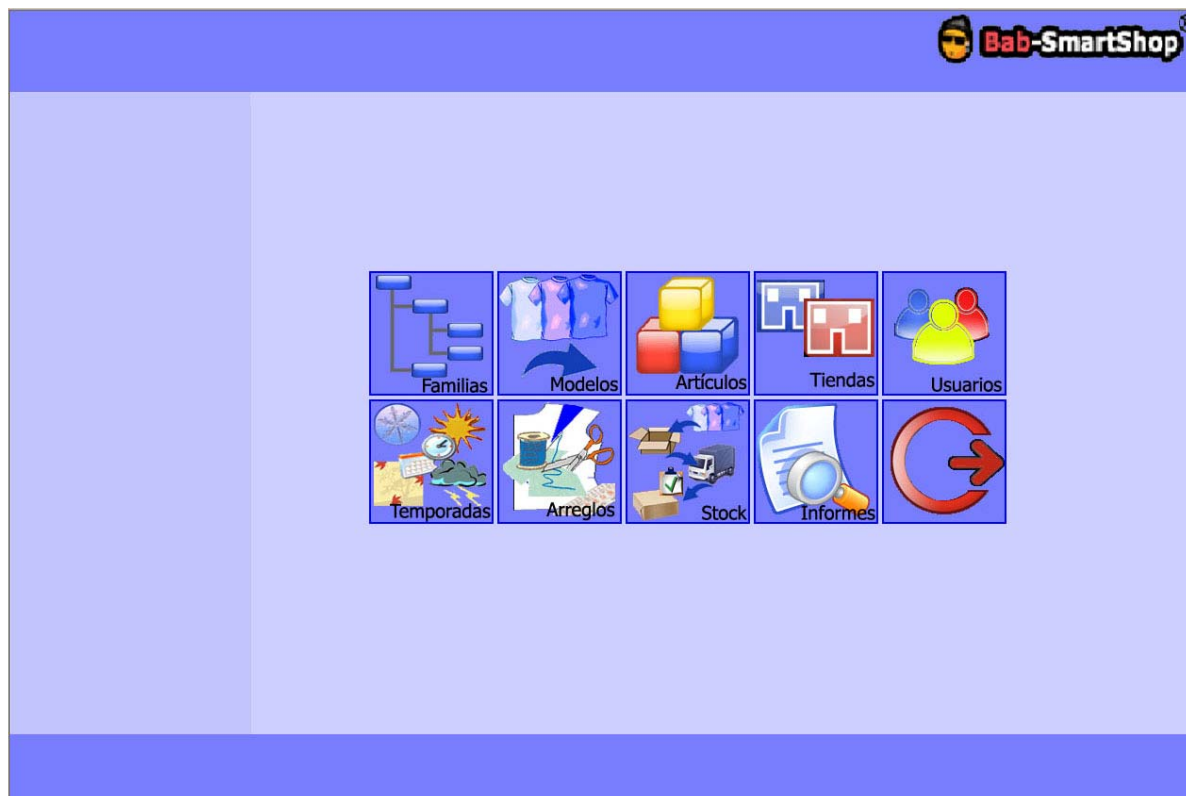 Bab-SmartShop
Familias
Modelos
Artículos
Tiendas
Usuarios
Temporadas
Arreglos
Stock
Informes